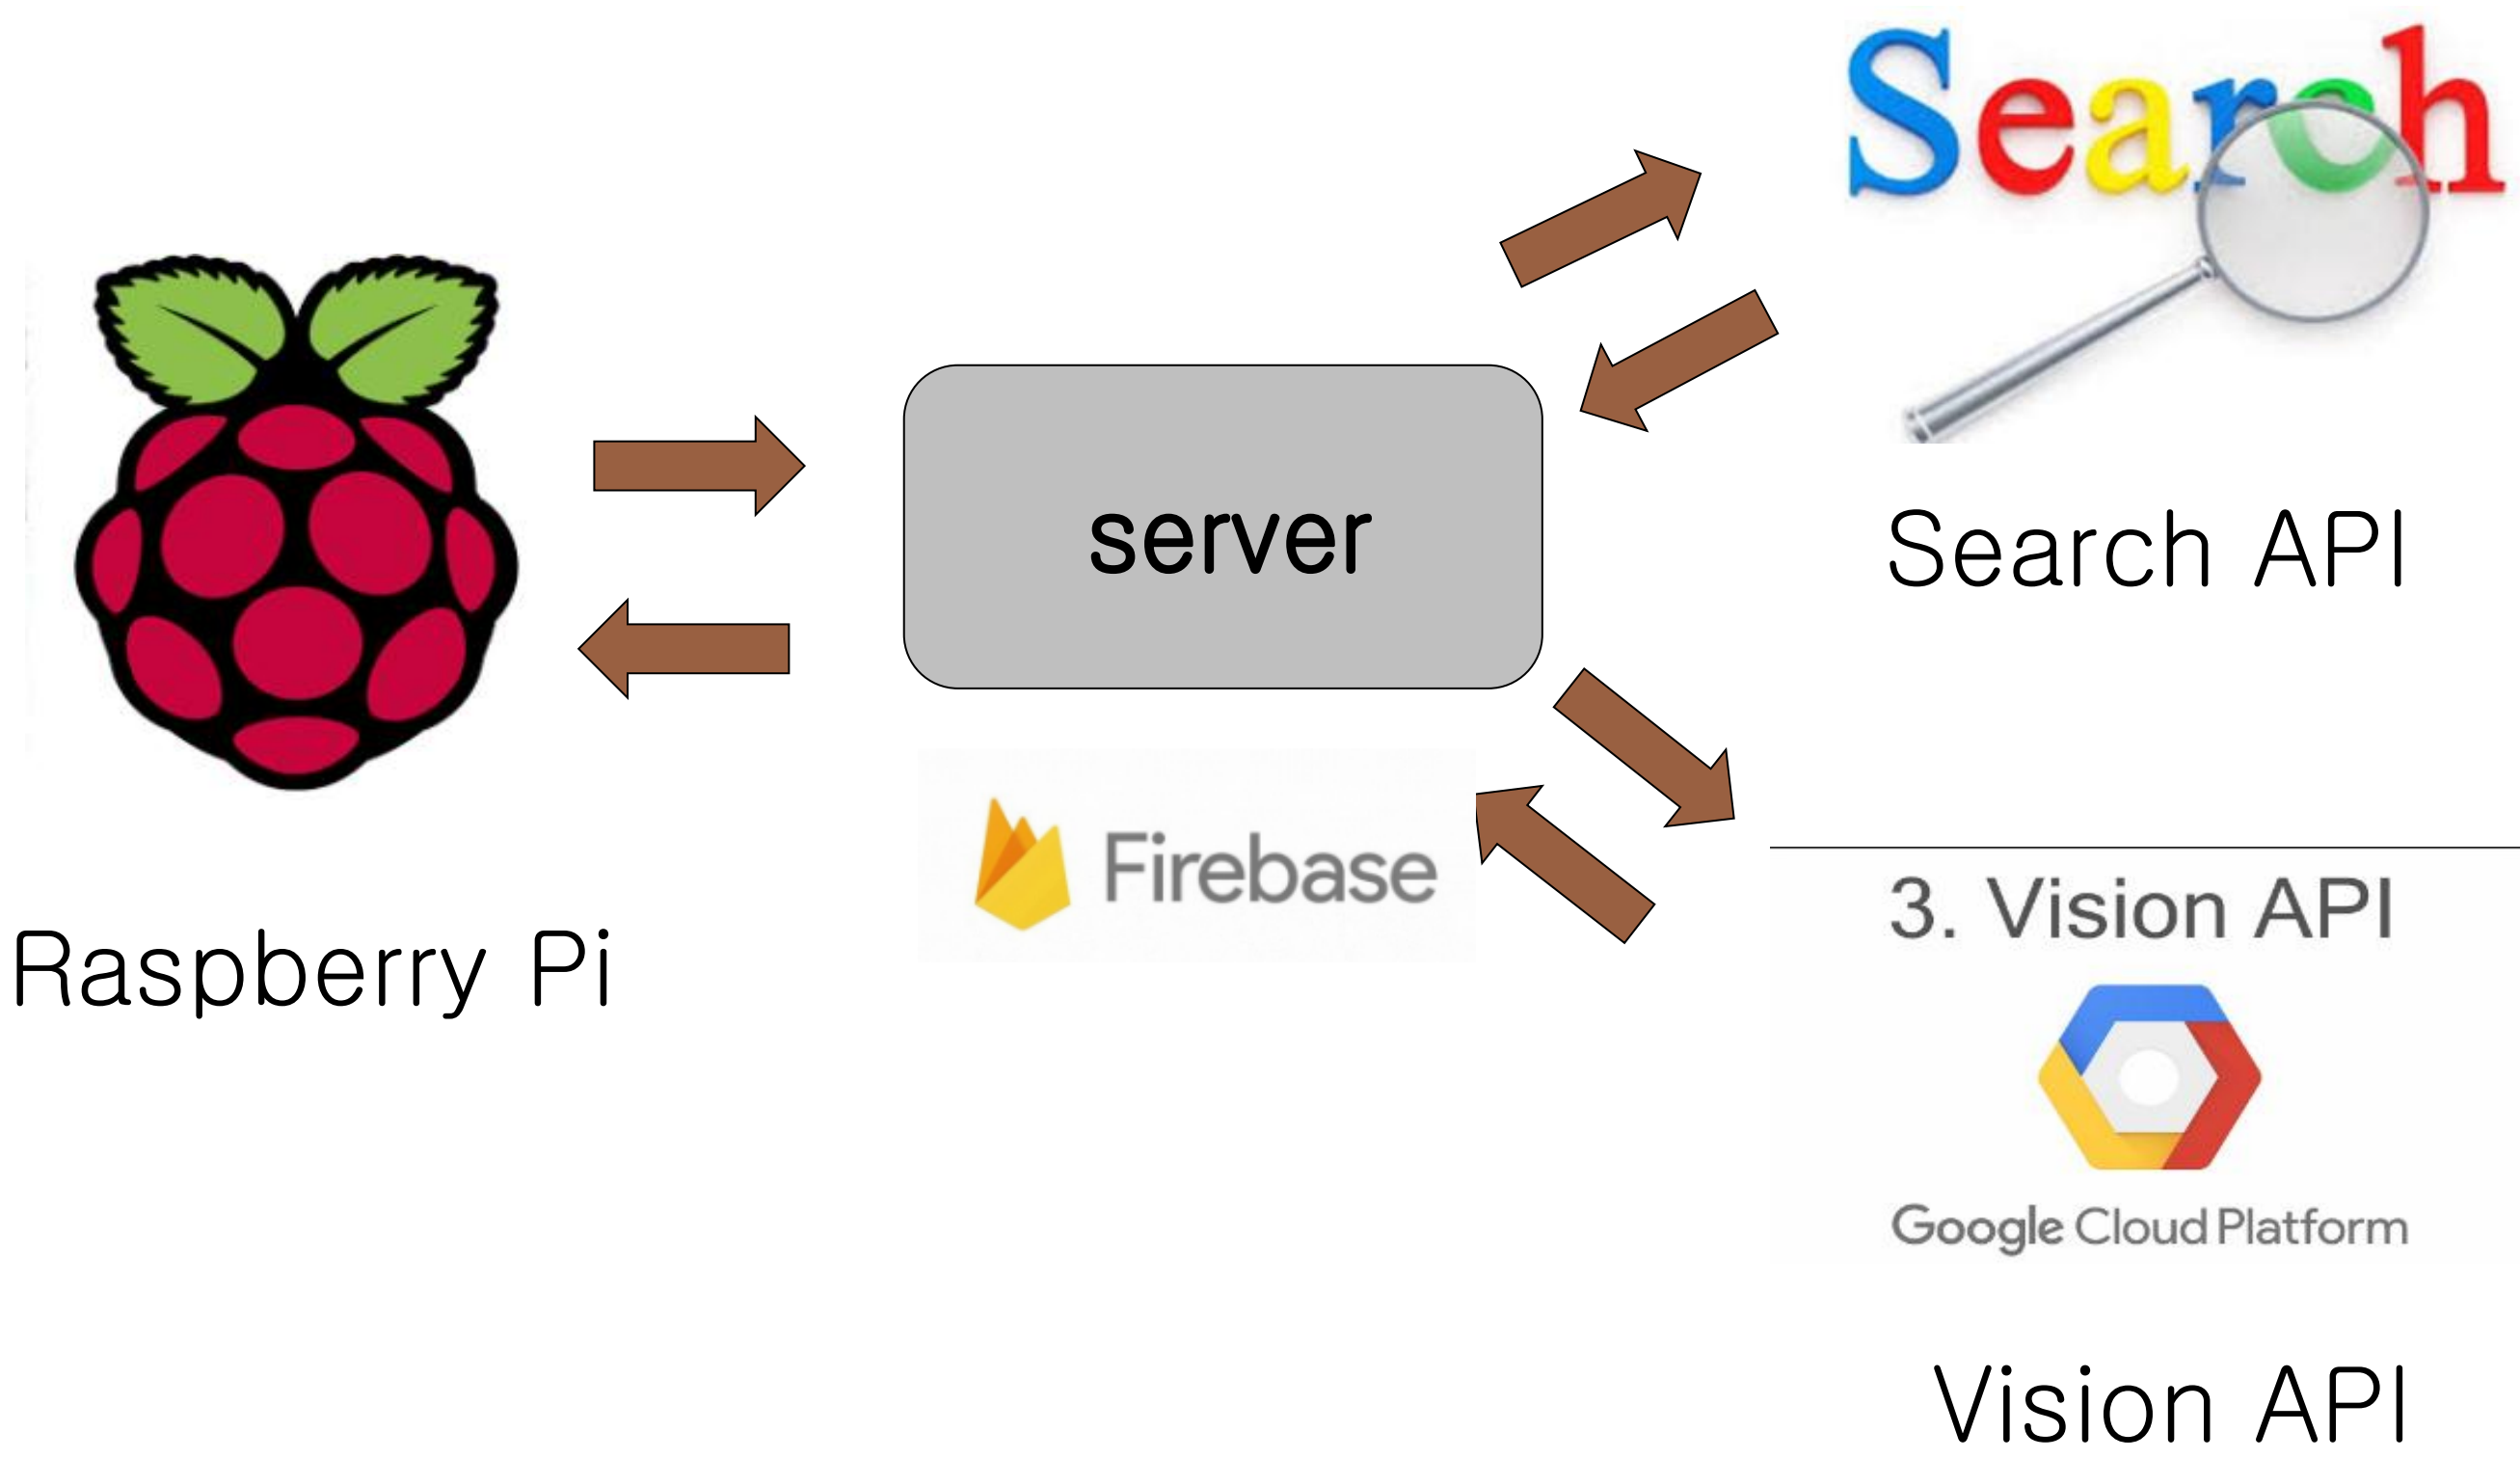 Search
Search API
server
Firebase
Raspberry Pi
3. Vision API
Google Cloud Platform
Vision API